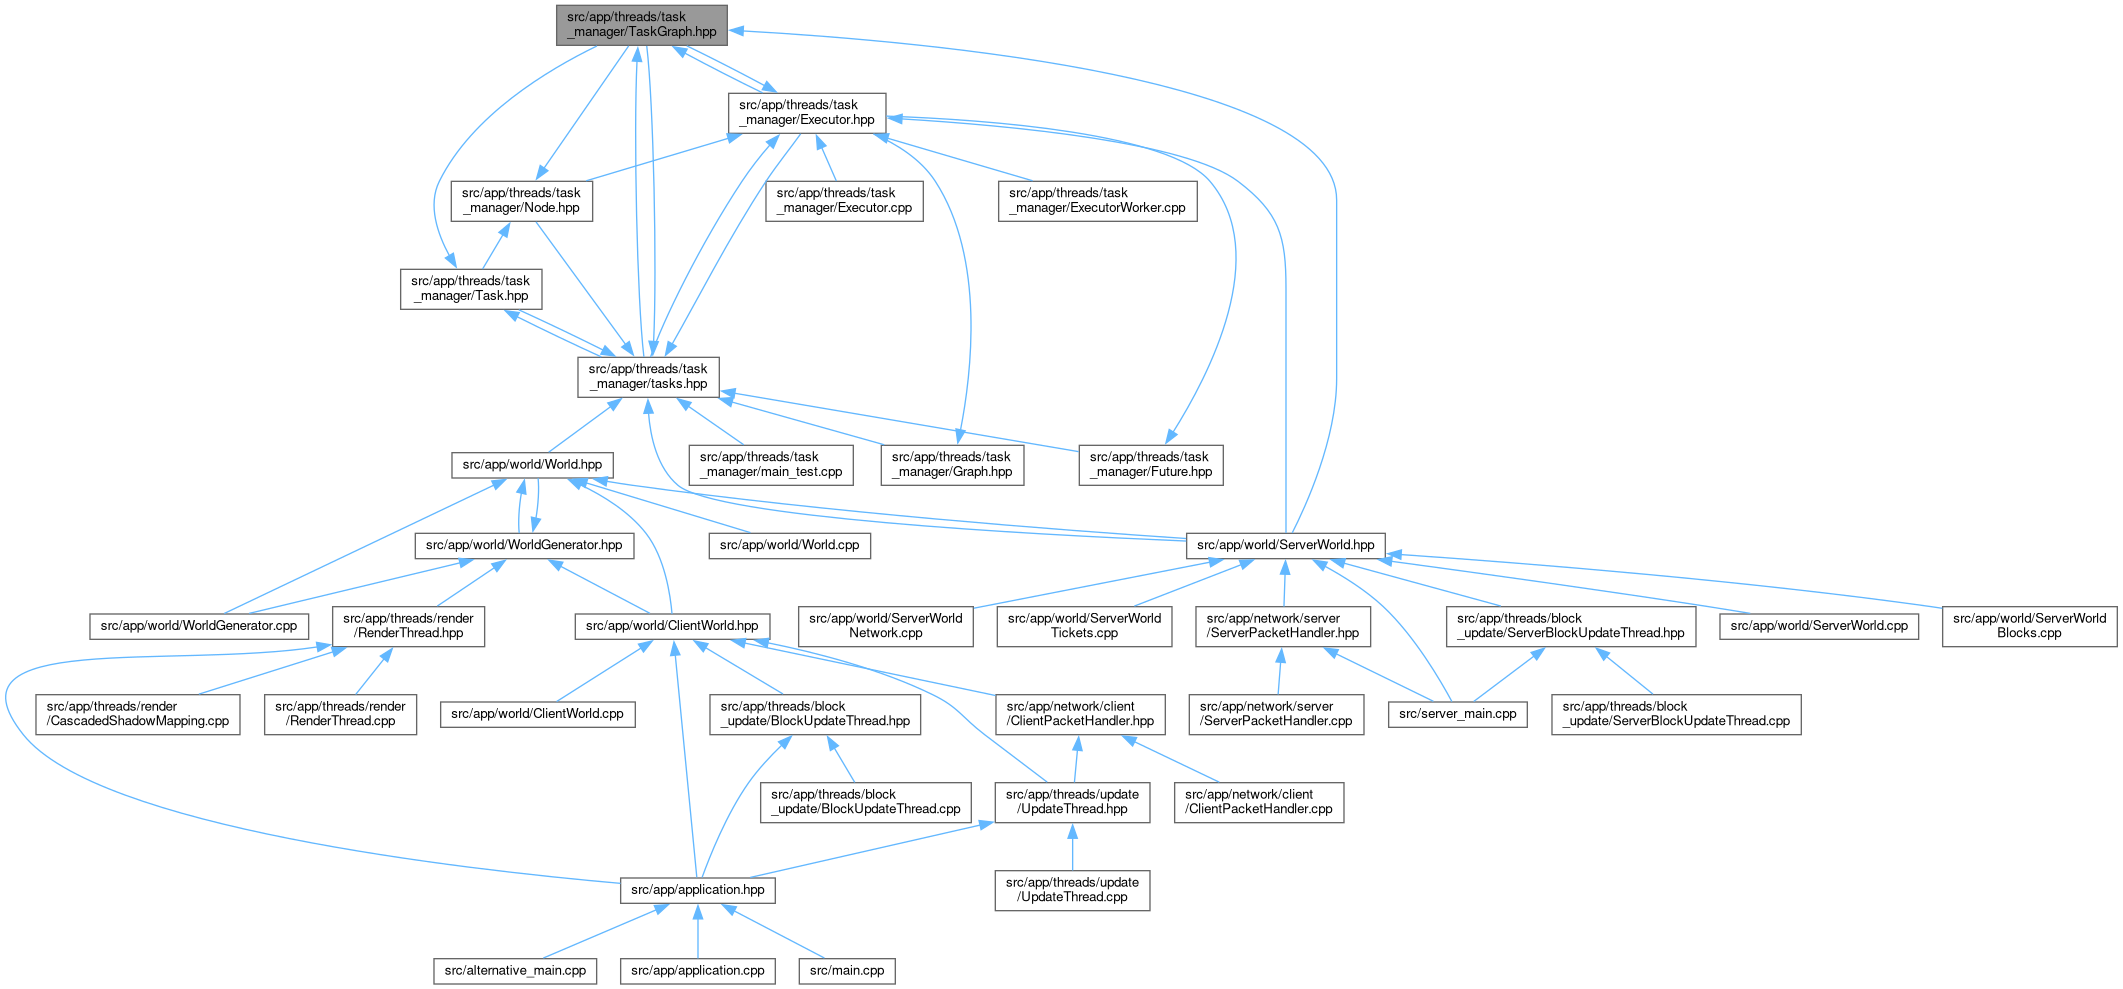 src/app/threads/task
_manager/TaskGraph.hpp
src/app/threads/task
_manager/Executor.hpp
src/app/threads/task
_manager/Node.hpp
src/app/threads/task
_manager/Executor.cpp
src/app/threads/task
_manager/ExecutorWorker.cpp
src/app/threads/task
_manager/Task.hpp
src/app/threads/task
_manager/tasks.hpp
src/app/world/World.hpp
src/app/threads/task
_manager/main_test.cpp
src/app/threads/task
_manager/Graph.hpp
src/app/threads/task
_manager/Future.hpp
src/app/world/WorldGenerator.hpp
src/app/world/World.cpp
src/app/world/ServerWorld.hpp
src/app/world/WorldGenerator.cpp
src/app/threads/render
/RenderThread.hpp
src/app/world/ClientWorld.hpp
src/app/world/ServerWorld
Network.cpp
src/app/world/ServerWorld
Tickets.cpp
src/app/network/server
/ServerPacketHandler.hpp
src/app/threads/block
_update/ServerBlockUpdateThread.hpp
src/app/world/ServerWorld.cpp
src/app/world/ServerWorld
Blocks.cpp
src/app/threads/render
/CascadedShadowMapping.cpp
src/app/threads/render
/RenderThread.cpp
src/app/world/ClientWorld.cpp
src/app/threads/block
_update/BlockUpdateThread.hpp
src/app/network/client
/ClientPacketHandler.hpp
src/app/network/server
/ServerPacketHandler.cpp
src/server_main.cpp
src/app/threads/block
_update/ServerBlockUpdateThread.cpp
src/app/threads/block
_update/BlockUpdateThread.cpp
src/app/threads/update
/UpdateThread.hpp
src/app/network/client
/ClientPacketHandler.cpp
src/app/application.hpp
src/app/threads/update
/UpdateThread.cpp
src/alternative_main.cpp
src/app/application.cpp
src/main.cpp